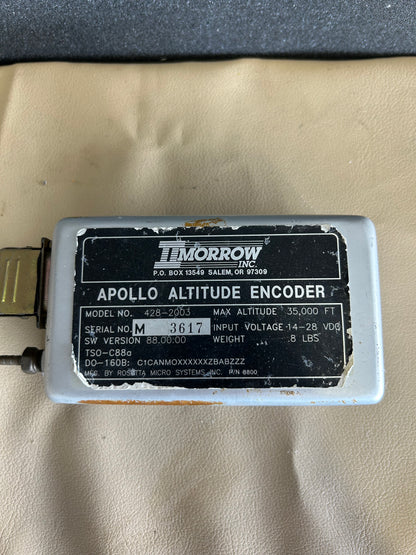 IIMORROW
INC.
P.O. BOX 13549 SALEM, OR 97309
APOLLO ALTITUDE ENCODER
MODEL NO. 428-2003 MAX ALTITUDE 35,000 FT
SERIAL NO. M 3617 INPUT VOLTAGE 14-28 VDC
SW VERSION 88.00.00 WEIGHT .8 LBS
TSO-C88a
DO-160B: C1CANMOXXXXXXZBABZZZ
MFG. BY ROSETTA MICRO SYSTEMS, INC. P/N 8800